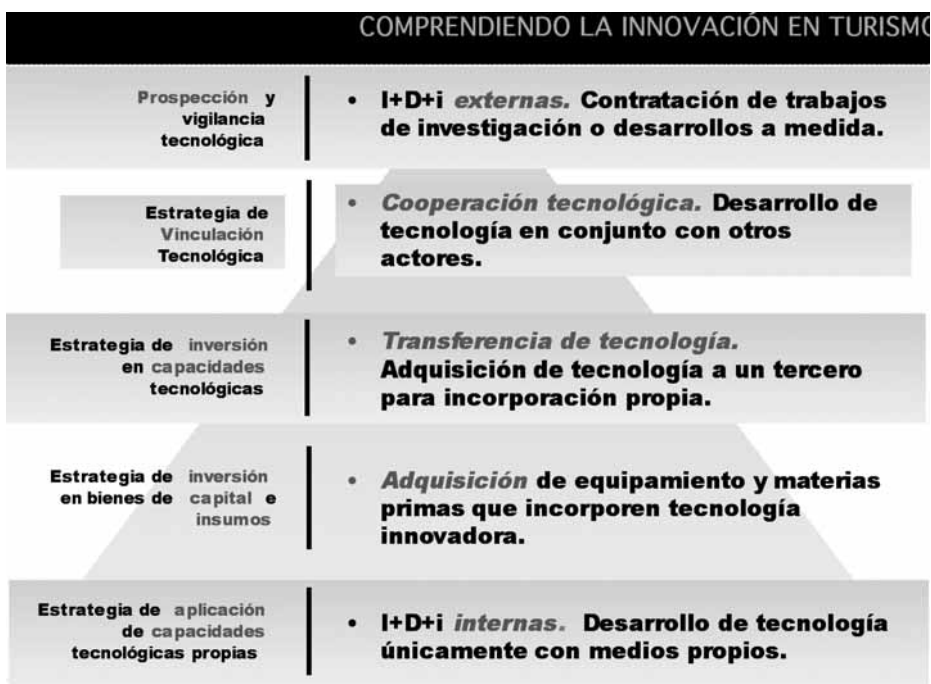 COMPRENDIENDO LA INNOVACIÓN EN TURISMO
Prospección y
vigilancia
tecnológica
• I+D+i externas. Contratación de trabajos
de investigación o desarrollos a medida.
Estrategia de
Vinculación
Tecnológica
• Cooperación tecnológica. Desarrollo de
tecnología en conjunto con otros
actores.
Estrategia de inversión
en capacidades
tecnológicas
• Transferencia de tecnología.
Adquisición de tecnología a un tercero
para incorporación propia.
Estrategia de inversión
en bienes de capital e
insumos
• Adquisición de equipamiento y materias
primas que incorporen tecnología
innovadora.
Estrategia de aplicación
de capacidades
tecnológicas propias
• I+D+i internas. Desarrollo de tecnología
únicamente con medios propios.